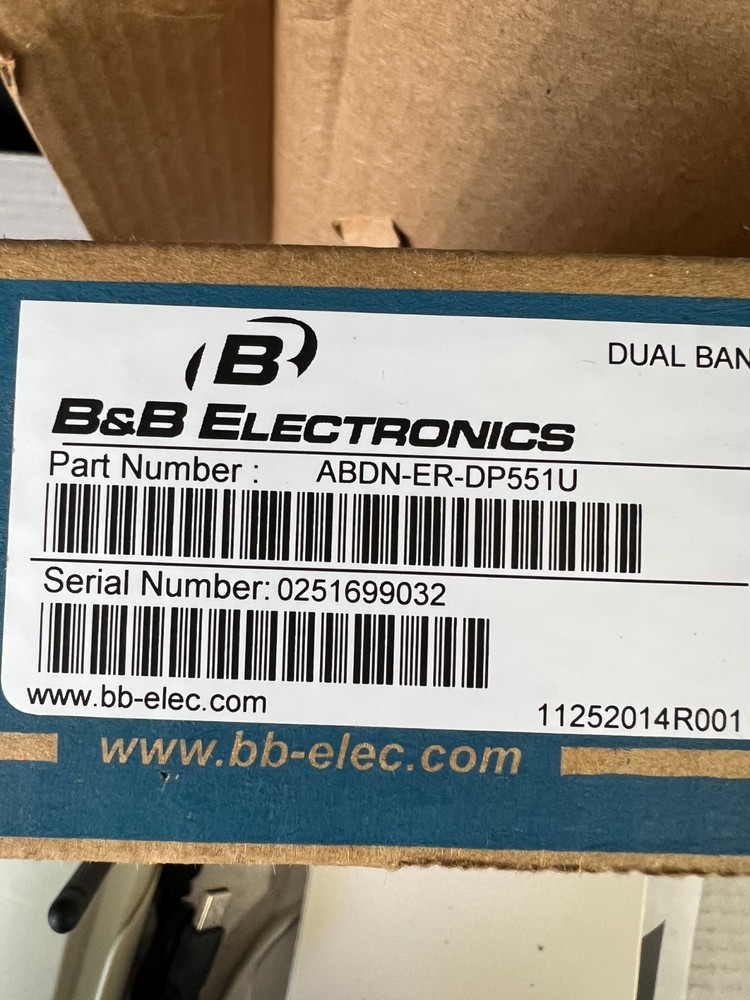 B
DUAL BAN
B&B ELECTRONICS
Part Number : ABDN-ER-DP551U
Serial Number: 0251699032
www.bb-elec.com
11252014R001
www.bb-elec.com